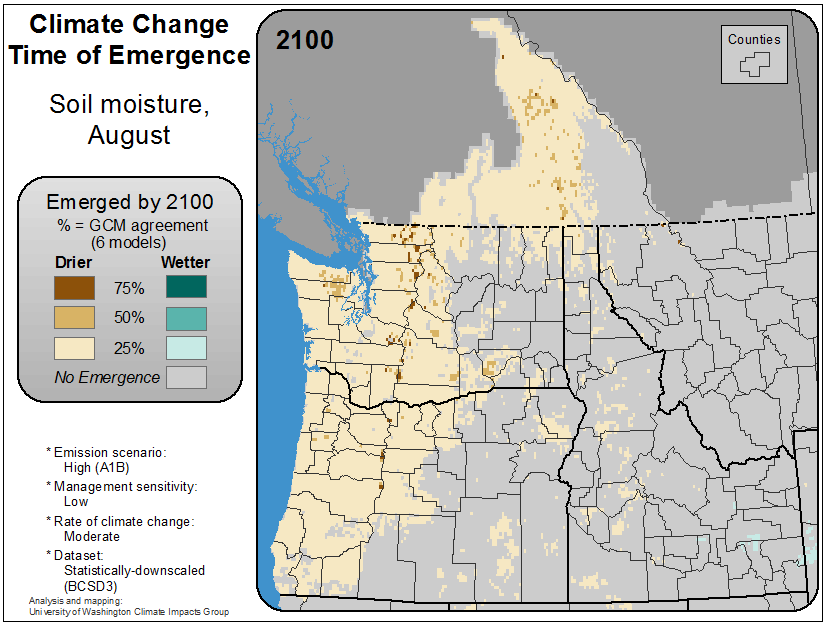 Climate Change
Time of Emergence
Soil moisture,
August
Emerged by 2100
% = GCM agreement
(6 models)
Drier Wetter
75%
50%
25%
No Emergence
* Emission scenario:
High (A1B)
* Management sensitivity:
Low
* Rate of climate change:
Moderate
* Dataset:
Statistically-downscaled
(BCSD3)
Analysis and mapping:
University of Washington Climate Impacts Group
2100
Counties